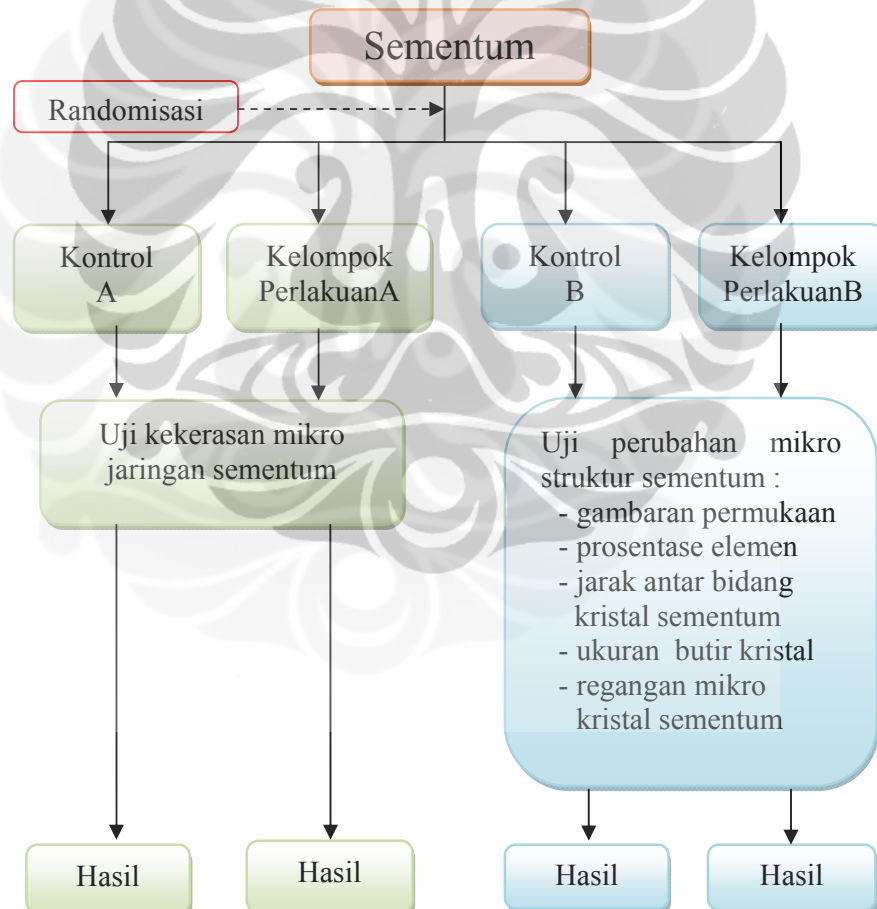 Sementum
Randomisasi
Kontrol
A
Kelompok
PerlakuanA
Kontrol
B
Kelompok
PerlakuanB
Uji kekerasan mikro
jaringan sementum
Uji perubahan mikro
struktur sementum :
- gambaran permukaan
- prosentase elemen
- jarak antar bidang
kristal sementum
- ukuran butir kristal
- regangan mikro
kristal sementum
Hasil
Hasil
Hasil
Hasil